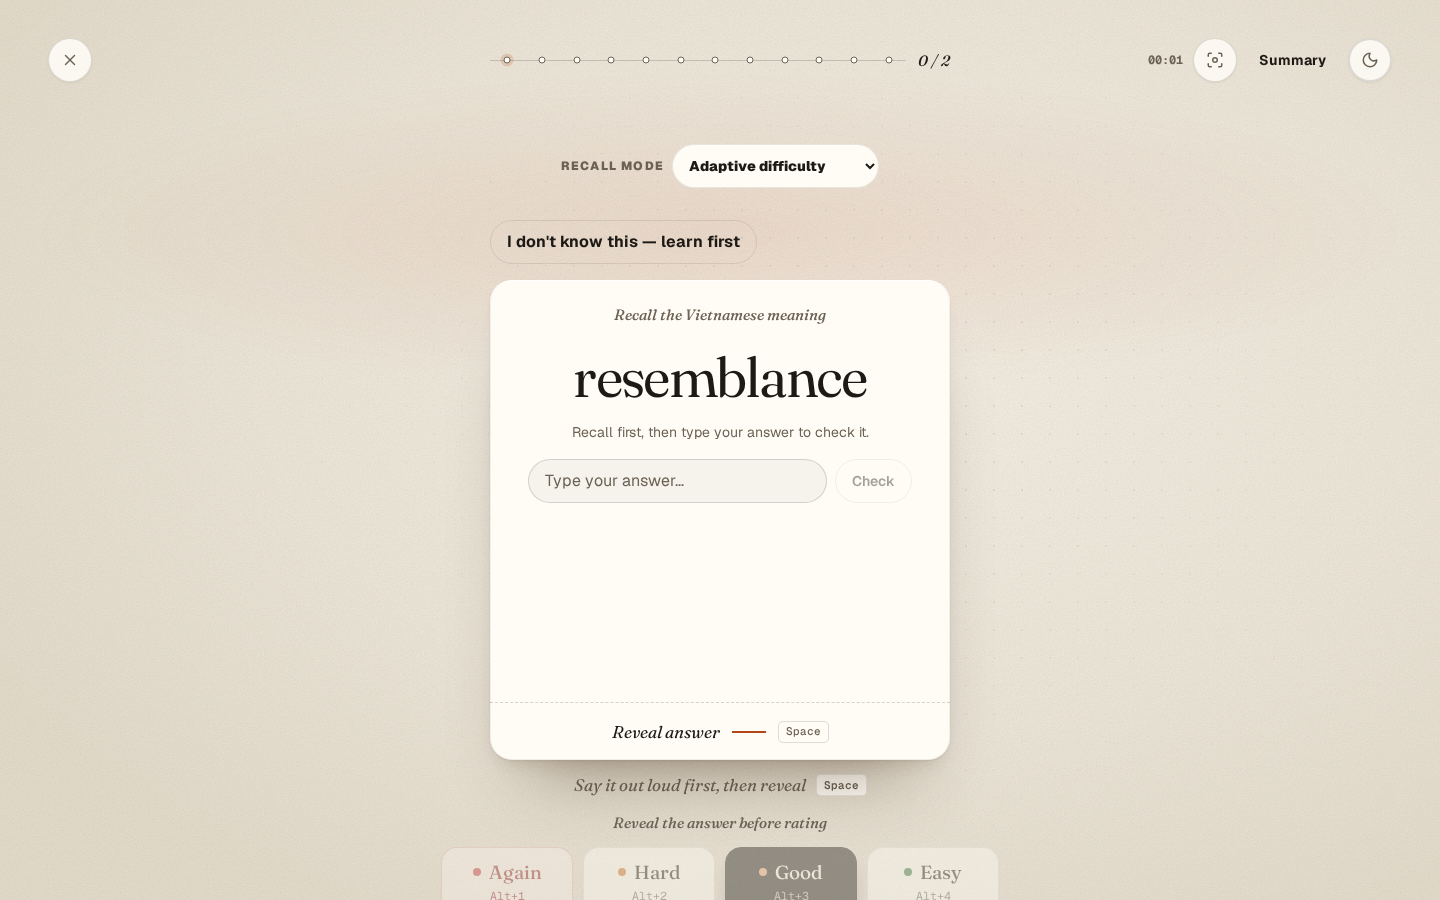 0 / 2
00:01
Summary
RECALL MODE
Adaptive difficulty
I don't know this — learn first
Recall the Vietnamese meaning
resemblance
Recall first, then type your answer to check it.
Type your answer...
Check
Reveal answer
Space
Say it out loud first, then reveal
Space
Reveal the answer before rating
Again
Hard
Good
Easy
Alt+1
Alt+2
Alt+3
Alt+4